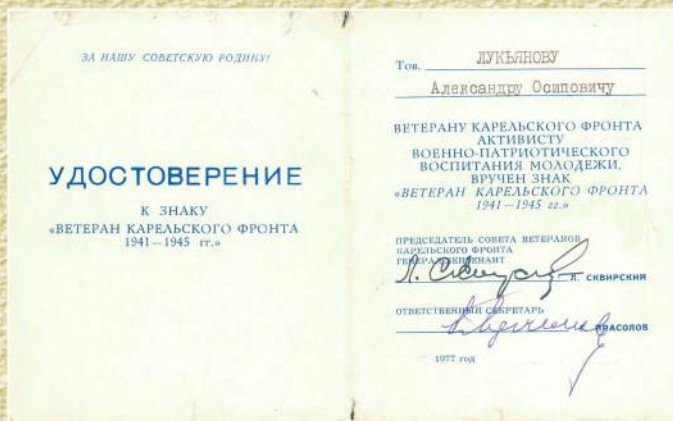 ЗА НАШУ СОВЕТСКУЮ РОДИНУ!
УДОСТОВЕРЕНИЕ
К ЗНАКУ
«ВЕТЕРАН КАРЕЛЬСКОГО ФРОНТА
1941—1945 гг.»
Тов. ЛУКЬЯНОВУ
Александру Осиповичу
ВЕТЕРАНУ КАРЕЛЬСКОГО ФРОНТА
АКТИВИСТУ
ВОЕННО-ПАТРИОТИЧЕСКОГО
ВОСПИТАНИЯ МОЛОДЕЖИ,
ВРУЧЕН ЗНАК
«ВЕТЕРАН КАРЕЛЬСКОГО ФРОНТА
1941—1945 гг.»
ПРЕДСЕДАТЕЛЬ СОВЕТА ВЕТЕРАНОВ
КАРЕЛЬСКОГО ФРОНТА
ГЕНЕРАЛ-ЛЕЙТЕНАНТ
Л. СКВИРСКИЙ
ОТВЕТСТВЕННЫЙ СЕКРЕТАРЬ
ПРАСОЛОВ
1977 год